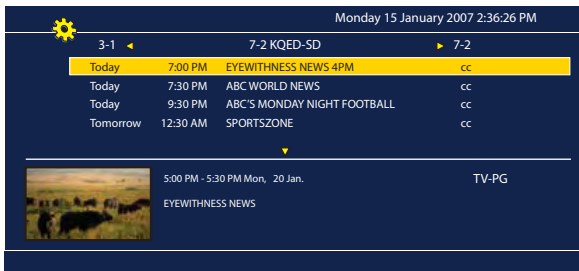 Monday 15 January 2007 2:36:26 PM
3-1 7-2 KQED-SD 7-2
Today 7:00 PM EYEWITHNESS NEWS 4PM cc
Today 7:30 PM ABC WORLD NEWS cc
Today 9:30 PM ABC'S MONDAY NIGHT FOOTBALL cc
Tomorrow 12:30 AM SPORTSZONE cc
5:00 PM - 5:30 PM Mon, 20 Jan. TV-PG
EYEWITHNESS NEWS